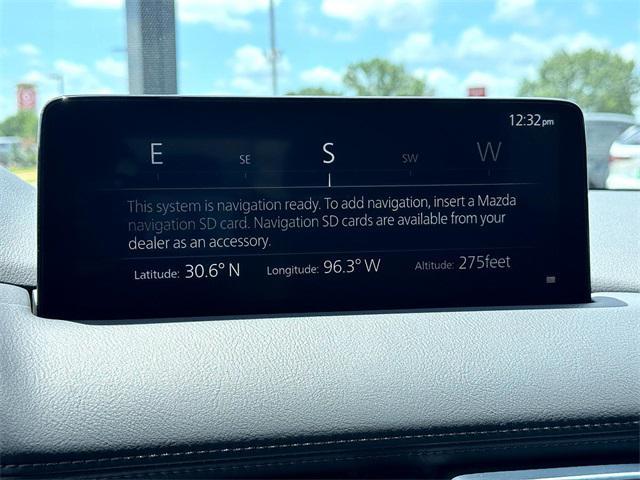 12:32pm
E SE S SW W
This system is navigation ready. To add navigation, insert a Mazda
navigation SD card. Navigation SD cards are available from your
dealer as an accessory.
Latitude: 30.6° N Longitude: 96.3° W Altitude: 275feet